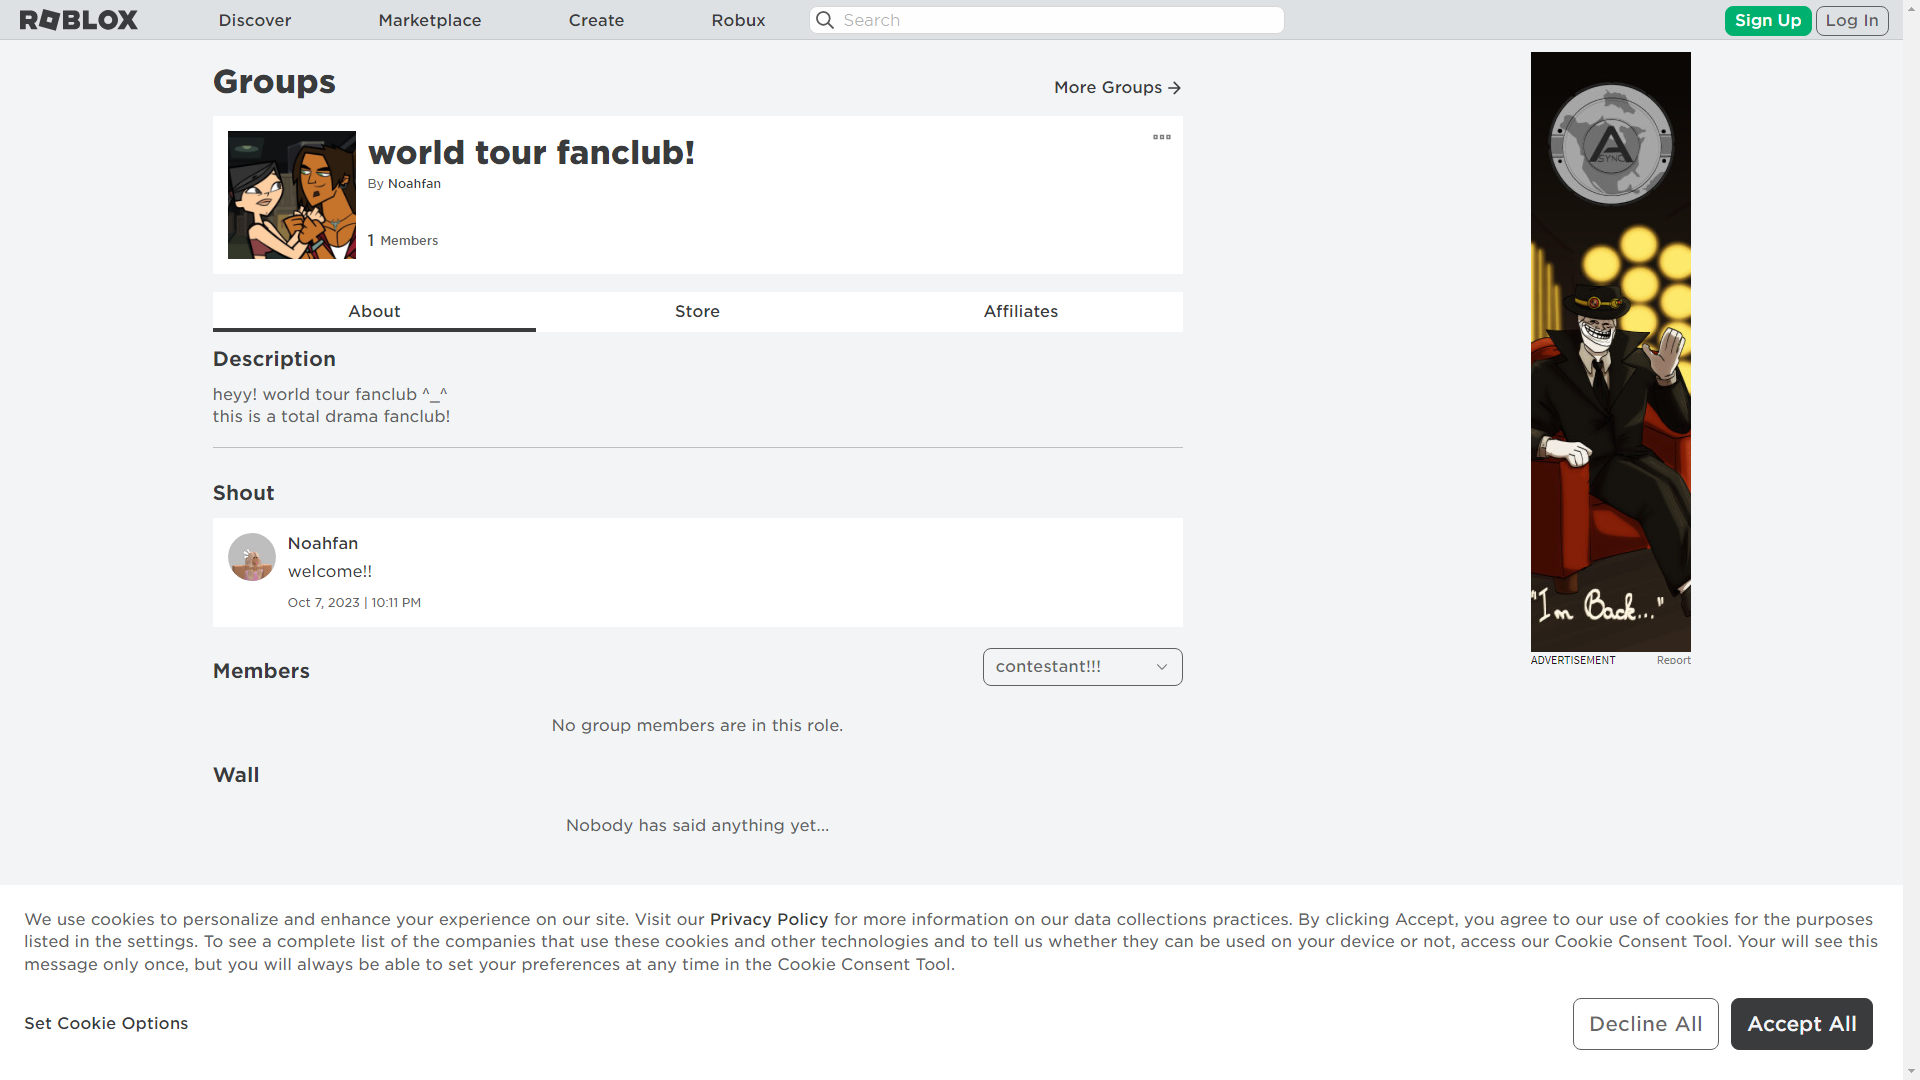 ROBLOX Discover Marketplace Create Robux Search Sign Up Log In
Groups
More Groups
world tour fanclub!
By Noahfan
1 Members
About Store Affiliates
Description
heyy! world tour fanclub ^_^
this is a total drama fanclub!
Shout
Noahfan
welcome!!
Oct 7, 2023 | 10:11 PM
Members
contestant!!!
No group members are in this role.
Wall
Nobody has said anything yet...
A
SYNC
"I'm Back..."
ADVERTISEMENT Report
We use cookies to personalize and enhance your experience on our site. Visit our Privacy Policy for more information on our data collections practices. By clicking Accept, you agree to our use of cookies for the purposes
listed in the settings. To see a complete list of the companies that use these cookies and other technologies and to tell us whether they can be used on your device or not, access our Cookie Consent Tool. Your will see this
message only once, but you will always be able to set your preferences at any time in the Cookie Consent Tool.
Set Cookie Options
Decline All
Accept All